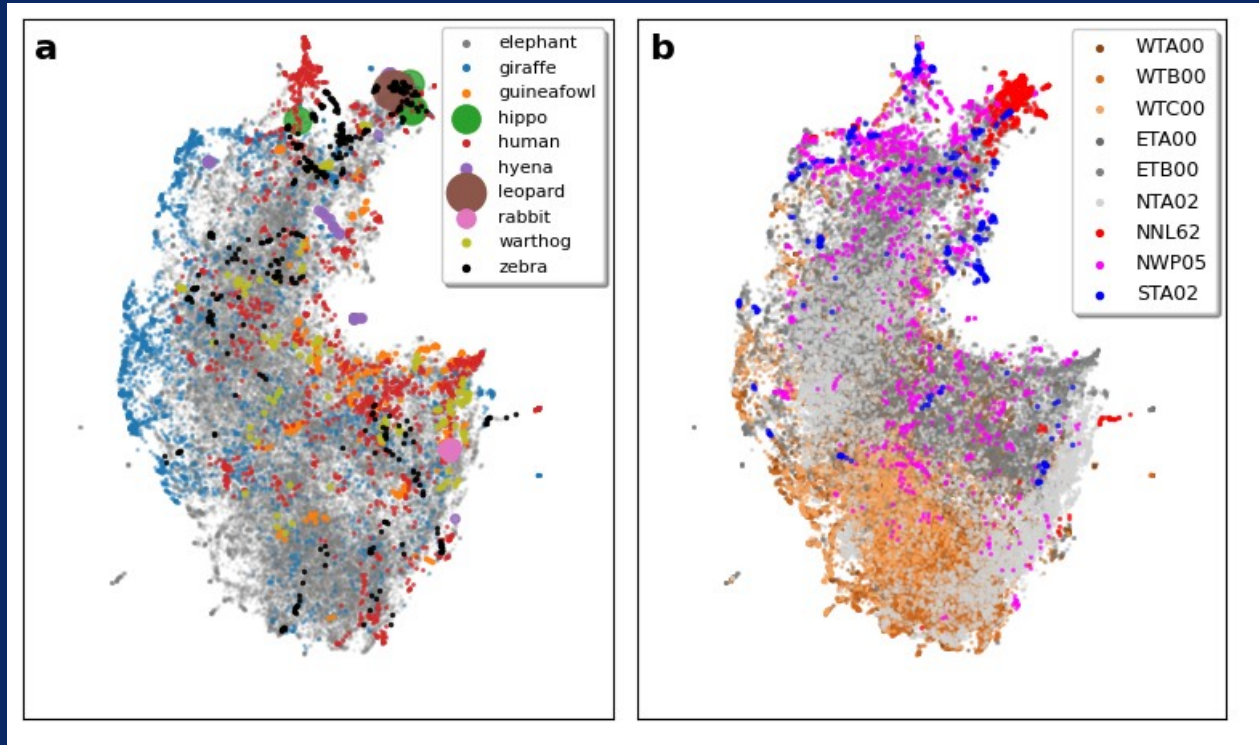 a
elephant
giraffe
guineafowl
hippo
human
hyena
leopard
rabbit
warthog
zebra
b
WTA00
WTB00
WTC00
ETA00
ETB00
NTA02
NNL62
NWP05
STA02